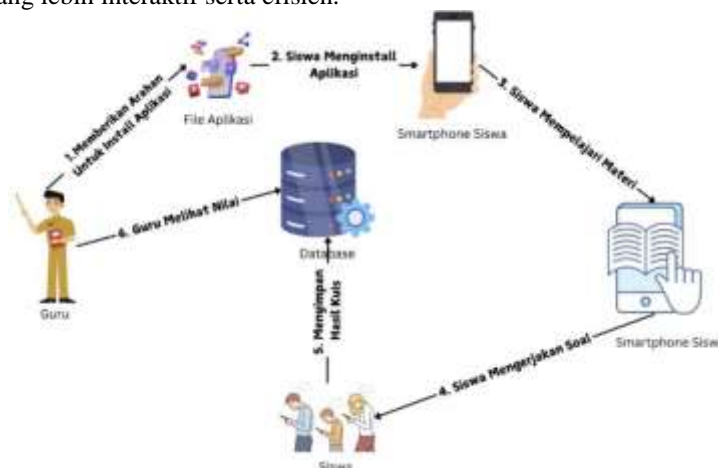 ang lebih interaktif serta efisien.
2. Siswa Menginstall
Aplikasi
1. Memberikan Arahan
Untuk Install Aplikasi
File Aplikasi
Smartphone Siswa
3. Siswa Mempelajari Materi
6. Guru Melihat Nilai
Database
Guru
5. Mengimpan
Hasil Kuis
Smartphone Sisw
4. Siswa Mengerjakan Soal
Siswa